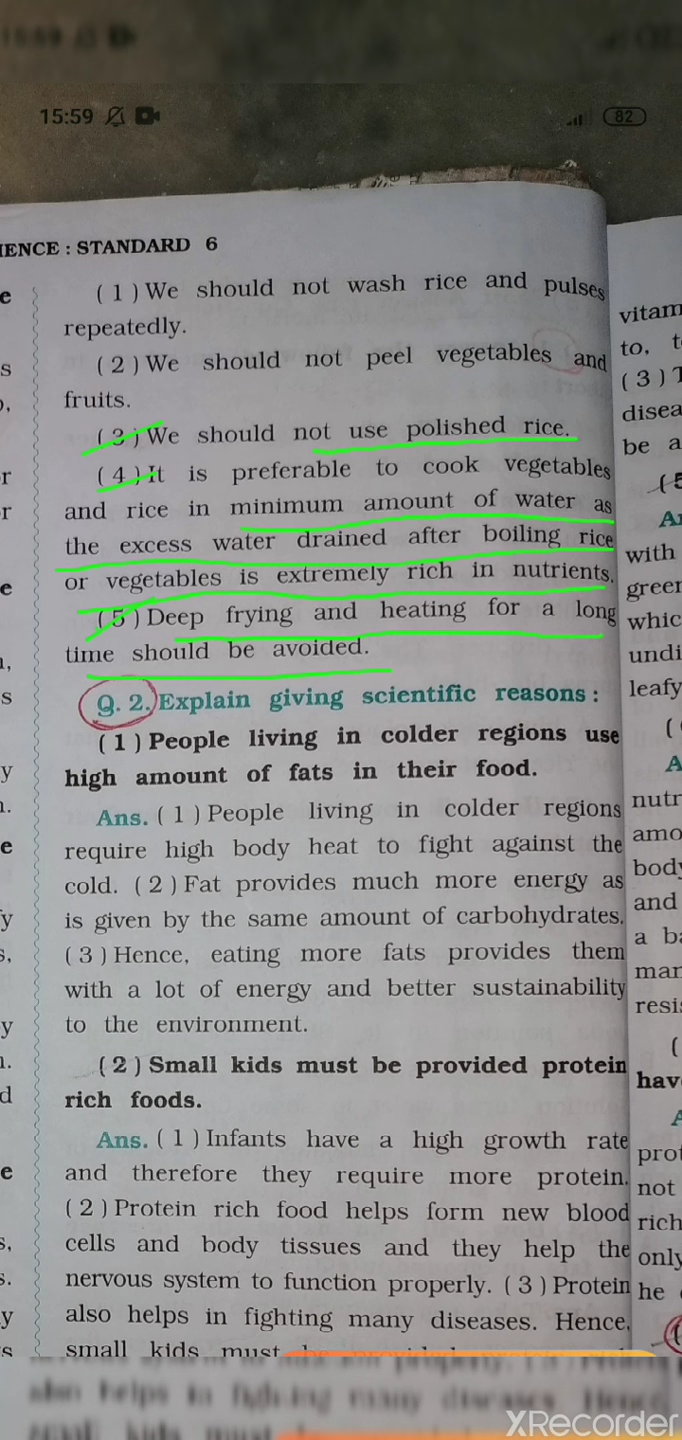 15:59
82
IENCE : STANDARD 6
(1) We should not wash rice and pulses
repeatedly.
(2) We should not peel vegetables and
fruits.
(3) We should not use polished rice.
(4) It is preferable to cook vegetables
and rice in minimum amount of water as
the excess water drained after boiling rice
or vegetables is extremely rich in nutrients.
(5) Deep frying and heating for a long
time should be avoided.
Q. 2. Explain giving scientific reasons :
(1) People living in colder regions use
high amount of fats in their food.
Ans. (1) People living in colder regions
require high body heat to fight against the
cold. (2) Fat provides much more energy as
is given by the same amount of carbohydrates.
(3) Hence, eating more fats provides them
with a lot of energy and better sustainability
to the environment.
(2) Small kids must be provided protein
rich foods.
Ans. (1) Infants have a high growth rate
and therefore they require more protein.
(2) Protein rich food helps form new blood
cells and body tissues and they help the
nervous system to function properly. (3) Protein
also helps in fighting many diseases. Hence,
small kids must
vitam
to, t
(3) T
disea
be a
(5
An
with
green
whic
undi
leafy
(
A
nutr
amo
body
and
a ba
man
resis
(
have
A
prot
not
rich
only
he
XRecorder